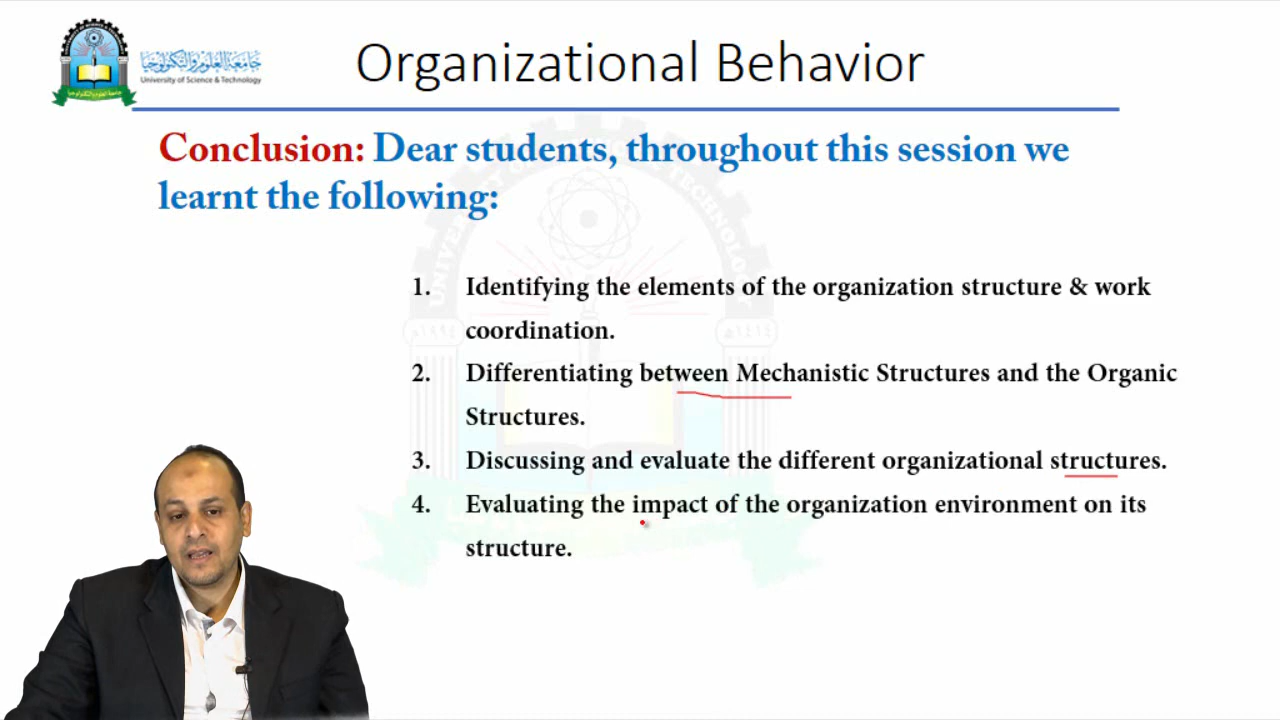 Organizational Behavior
جامعة العلوم والتكنولوجيا
University of Science & Technology
Conclusion: Dear students, throughout this session we
learnt the following:
1. Identifying the elements of the organization structure & work
coordination.
2. Differentiating between Mechanistic Structures and the Organic
Structures.
3. Discussing and evaluate the different organizational structures.
4. Evaluating the impact of the organization environment on its
structure.